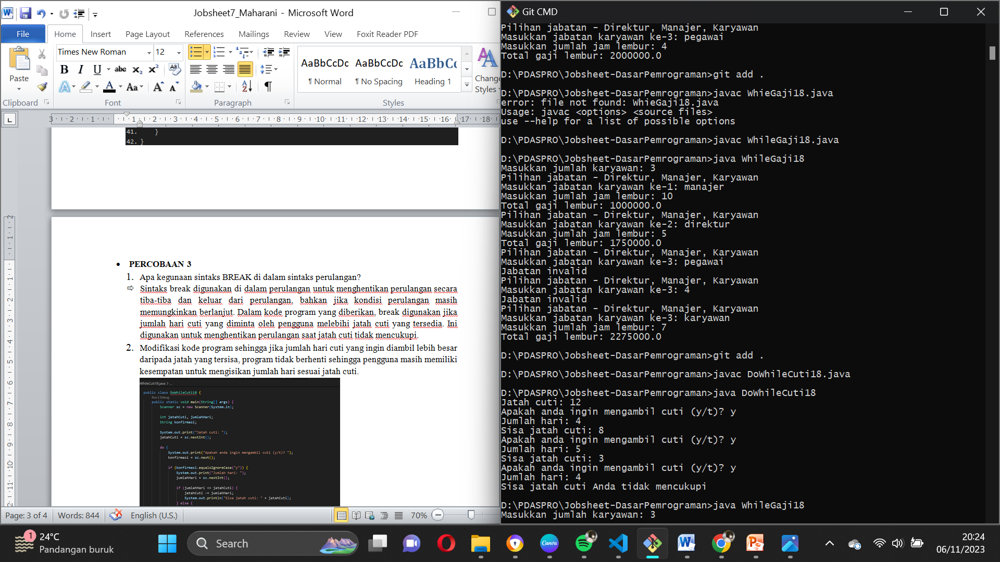 Jobsheet7_Maharani - Microsoft Word
File Home Insert Page Layout References Mailings Review View Foxit Reader PDF
Paste
Clipboard
Times New Roman 12
Font
Paragraph
AaBbCcDc AaBbCcDc AaBbCc
¶ Normal ¶ No Spacing Heading 1
Change Styles
Styles
41. }
42. }
• PERCOBAAN 3
1. Apa kegunaan sintaks BREAK di dalam sintaks perulangan?
⇨ Sintaks break digunakan di dalam perulangan untuk menghentikan perulangan secara
tiba-tiba dan keluar dari perulangan, bahkan jika kondisi perulangan masih
memungkinkan berlanjut. Dalam kode program yang diberikan, break digunakan jika
jumlah hari cuti yang diminta oleh pengguna melebihi jatah cuti yang tersedia. Ini
digunakan untuk menghentikan perulangan saat jatah cuti tidak mencukupi.
2. Modifikasi kode program sehingga jika jumlah hari cuti yang ingin diambil lebih besar
daripada jatah yang tersisa, program tidak berhenti sehingga pengguna masih memiliki
kesempatan untuk mengisikan jumlah hari sesuai jatah cuti.
WhileCuti18.java > ...
public class DoWhileCuti18 {
Run | Debug
public static void main(String[] args) {
Scanner sc = new Scanner(System.in);
int jatahCuti, jumlahHari;
String konfirmasi;
System.out.print("Jatah cuti: ");
jatahCuti = sc.nextInt();
do {
System.out.print("Apakah anda ingin mengambil cuti (y/t)? ");
konfirmasi = sc.next();
if (konfirmasi.equalsIgnoreCase("y")) {
System.out.print("Jumlah hari: ");
jumlahHari = sc.nextInt();
if (jumlahHari <= jatahCuti) {
jatahCuti -= jumlahHari;
System.out.println("Sisa jatah cuti: " + jatahCuti);
} else {
Page: 3 of 4 Words: 844 English (U.S.) 70%
Git CMD
Pilihan jabatan - Direktur, Manajer, Karyawan
Masukkan jabatan karyawan ke-3: pegawai
Masukkan jumlah jam lembur: 4
Total gaji lembur: 2000000.0
D:\PDASPRO\Jobsheet-DasarPemrograman>git add .
D:\PDASPRO\Jobsheet-DasarPemrograman>javac WhieGaji18.java
error: file not found: WhieGaji18.java
Usage: javac <options> <source files>
use --help for a list of possible options
D:\PDASPRO\Jobsheet-DasarPemrograman>javac WhileGaji18.java
D:\PDASPRO\Jobsheet-DasarPemrograman>java WhileGaji18
Masukkan jumlah karyawan: 3
Pilihan jabatan - Direktur, Manajer, Karyawan
Masukkan jabatan karyawan ke-1: manajer
Masukkan jumlah jam lembur: 10
Total gaji lembur: 1000000.0
Pilihan jabatan - Direktur, Manajer, Karyawan
Masukkan jabatan karyawan ke-2: direktur
Masukkan jumlah jam lembur: 5
Total gaji lembur: 1750000.0
Pilihan jabatan - Direktur, Manajer, Karyawan
Masukkan jabatan karyawan ke-3: pegawai
Jabatan invalid
Pilihan jabatan - Direktur, Manajer, Karyawan
Masukkan jabatan karyawan ke-3: 4
Jabatan invalid
Pilihan jabatan - Direktur, Manajer, Karyawan
Masukkan jabatan karyawan ke-3: karyawan
Masukkan jumlah jam lembur: 7
Total gaji lembur: 2275000.0
D:\PDASPRO\Jobsheet-DasarPemrograman>git add .
D:\PDASPRO\Jobsheet-DasarPemrograman>javac DoWhileCuti18.java
D:\PDASPRO\Jobsheet-DasarPemrograman>java DoWhileCuti18
Jatah cuti: 12
Apakah anda ingin mengambil cuti (y/t)? y
Jumlah hari: 4
Sisa jatah cuti: 8
Apakah anda ingin mengambil cuti (y/t)? y
Jumlah hari: 5
Sisa jatah cuti: 3
Apakah anda ingin mengambil cuti (y/t)? y
Jumlah hari: 4
Sisa jatah cuti Anda tidak mencukupi
D:\PDASPRO\Jobsheet-DasarPemrograman>java WhileGaji18
Masukkan jumlah karyawan: 3
1 24°C
Pandangan buruk
Search
Canva
20:24
06/11/2023